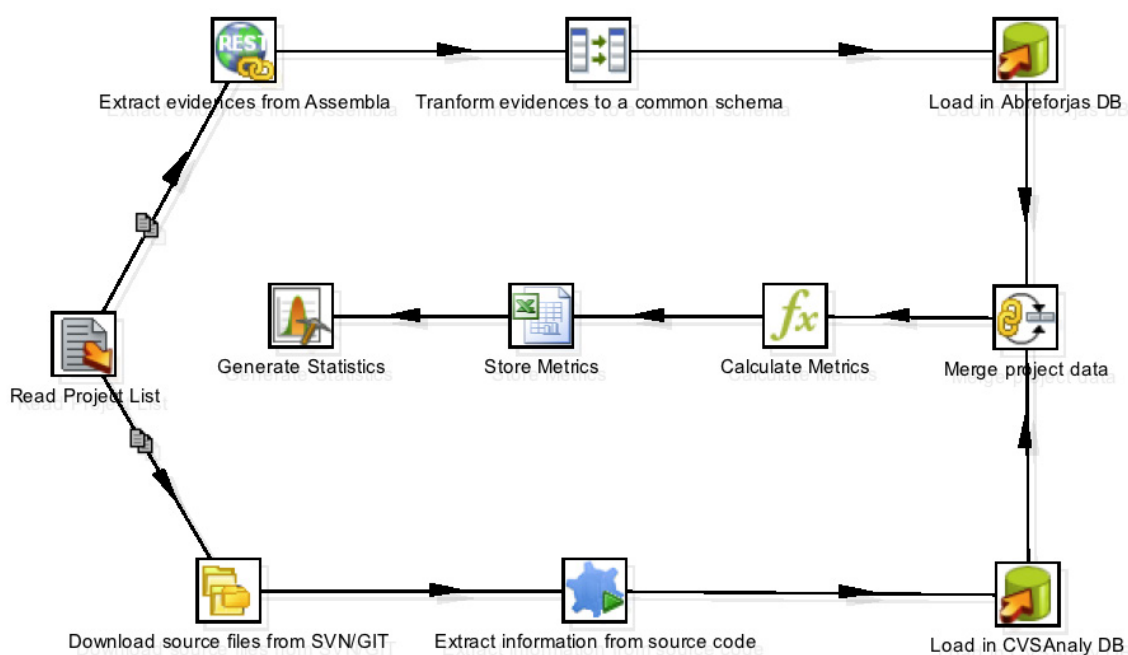 REST
Extract evidences from Assembla
Tranform evidences to a common schema
Load in Abreforjas DB
Generate Statistics
Store Metrics
fx
Calculate Metrics
Merge project data
Read Project List
Download source files from SVN/GIT
Extract information from source code
Load in CVSAnaly DB